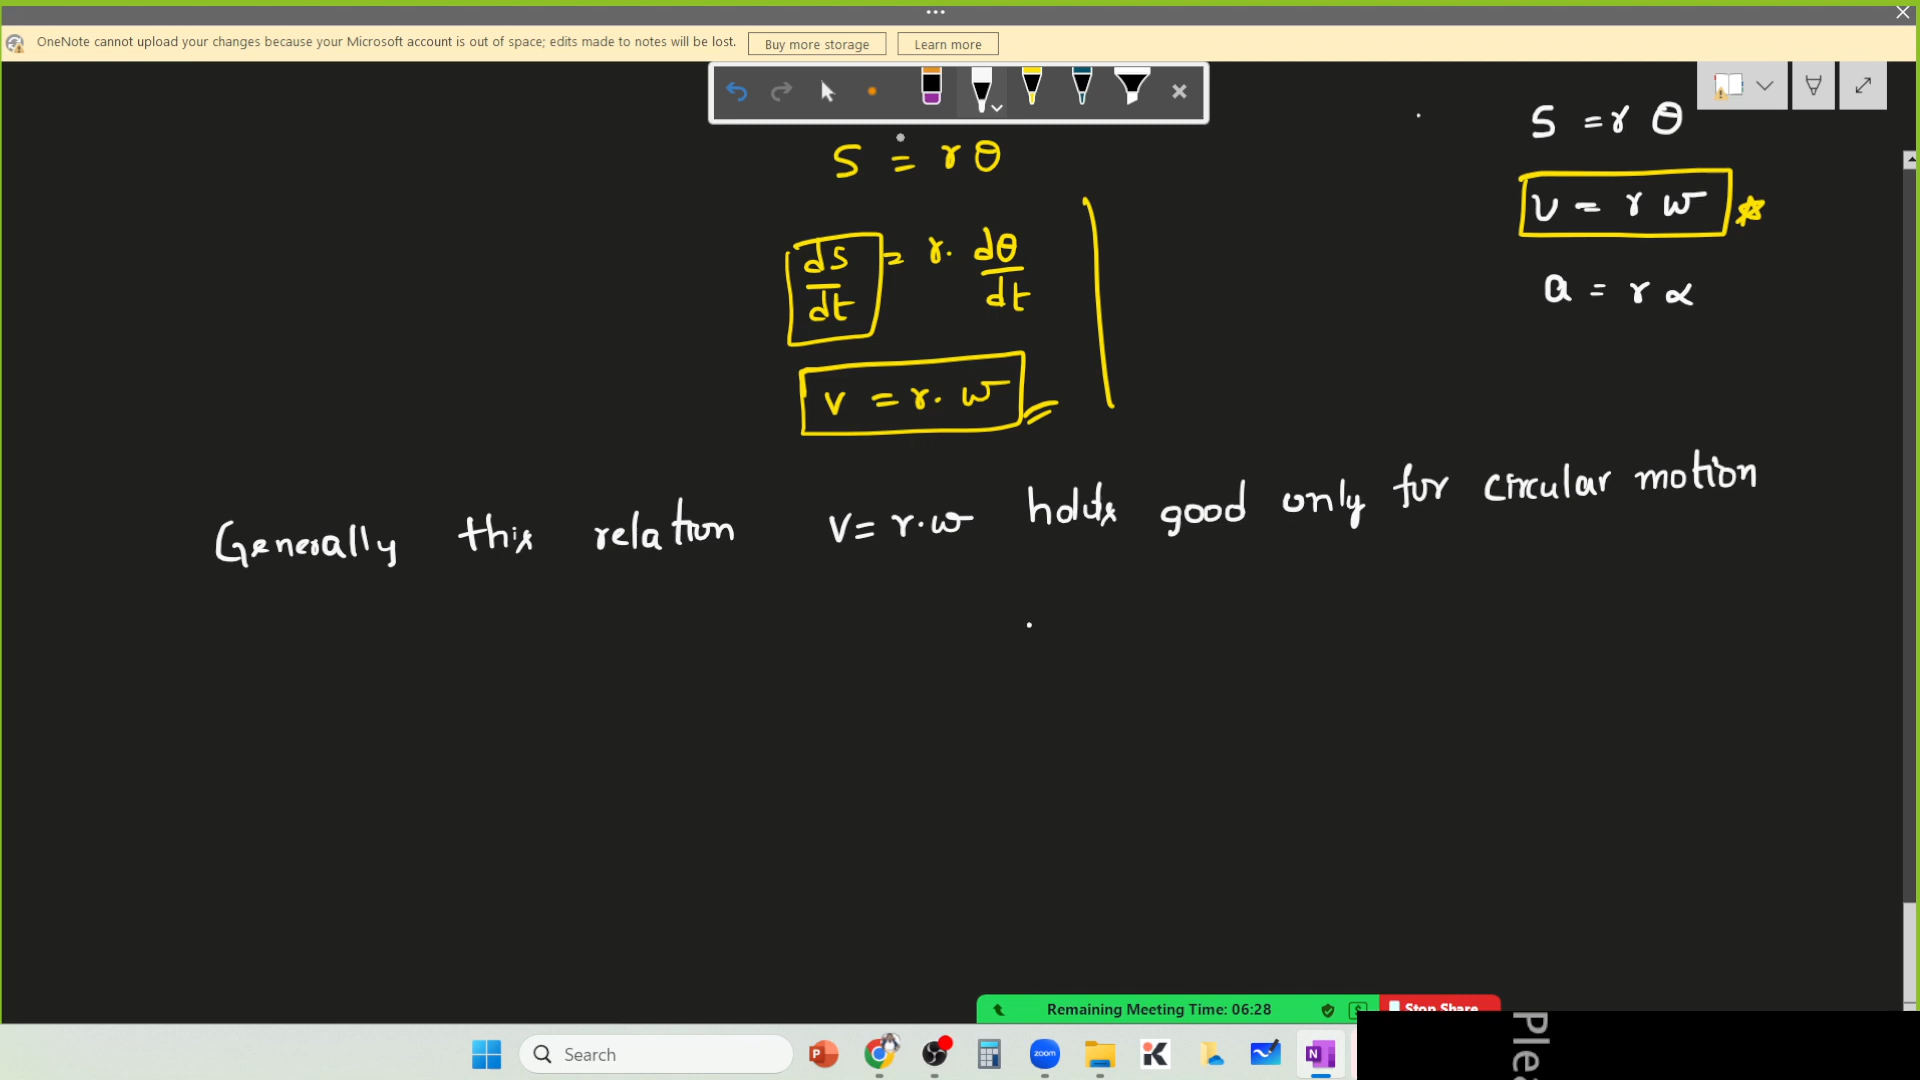 OneNote cannot upload your changes because your Microsoft account is out of space; edits made to notes will be lost. Buy more storage Learn more
S = r θ
S = r θ
v = r w
dS/dt = r. dθ/dt
a = r α
v = r. w
Generally this relation v = r.w holds good only for circular motion
Remaining Meeting Time: 06:28 Stop Share
Search
zoom
Plea